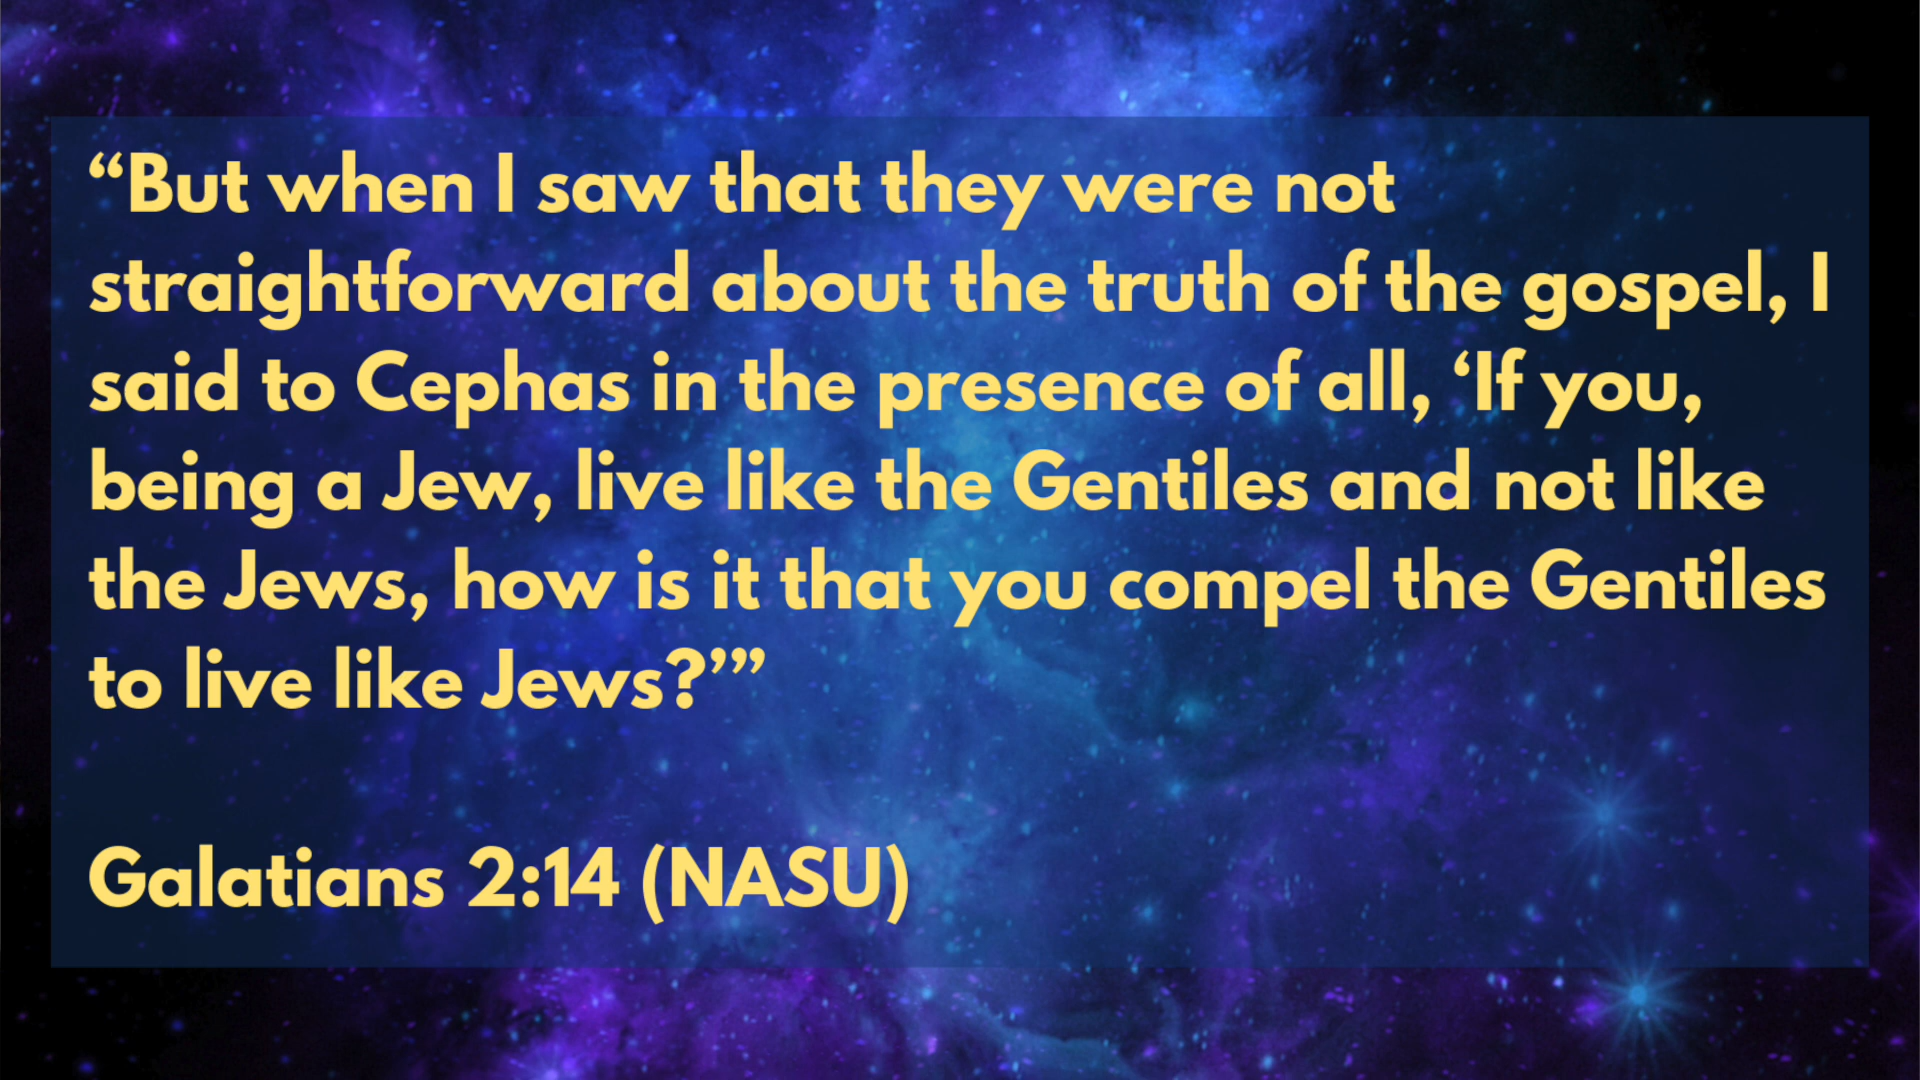 “But when I saw that they were not
straightforward about the truth of the gospel, I
said to Cephas in the presence of all, ‘If you,
being a Jew, live like the Gentiles and not like
the Jews, how is it that you compel the Gentiles
to live like Jews?’”
Galatians 2:14 (NASU)